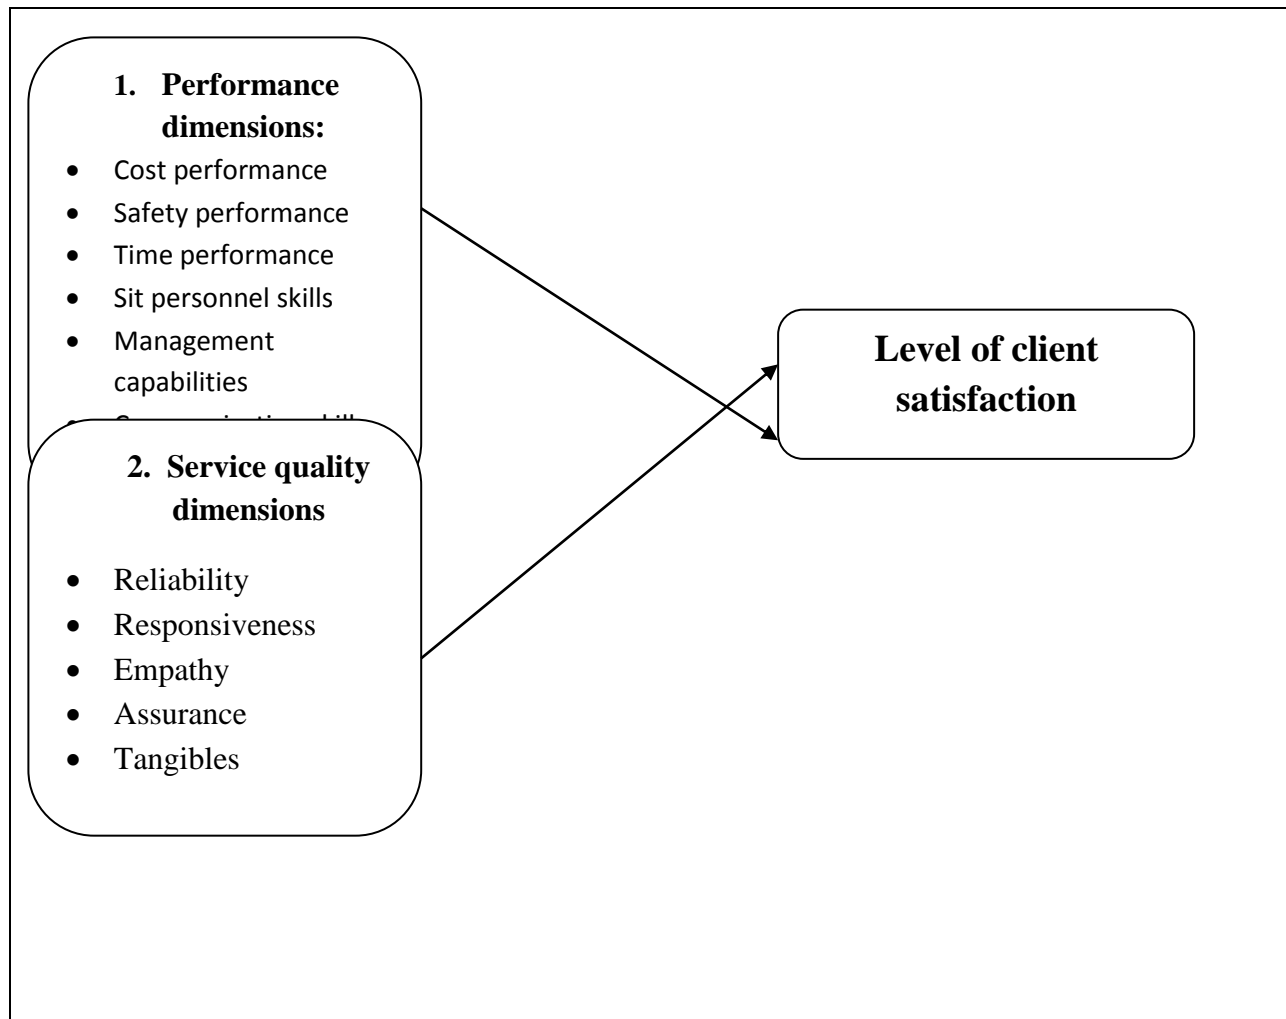 1. Performance
dimensions:
• Cost performance
• Safety performance
• Time performance
• Sit personnel skills
• Management
capabilities
2. Service quality
dimensions
• Reliability
• Responsiveness
• Empathy
• Assurance
• Tangibles
Level of client
satisfaction